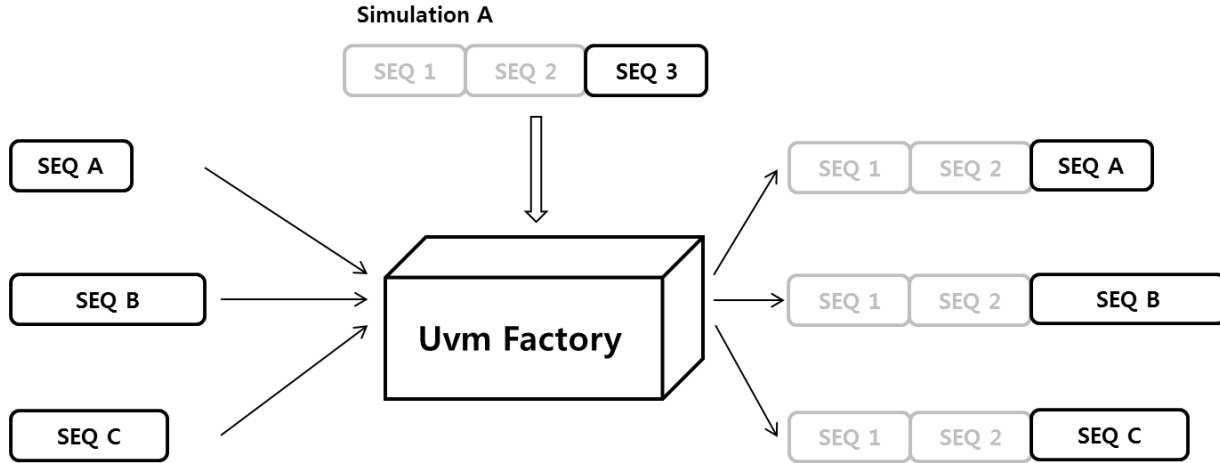 Simulation A
SEQ 1 SEQ 2 SEQ 3
SEQ A
SEQ 1 SEQ 2 SEQ A
SEQ B
SEQ 1 SEQ 2 SEQ B
Uvm Factory
SEQ C
SEQ 1 SEQ 2 SEQ C